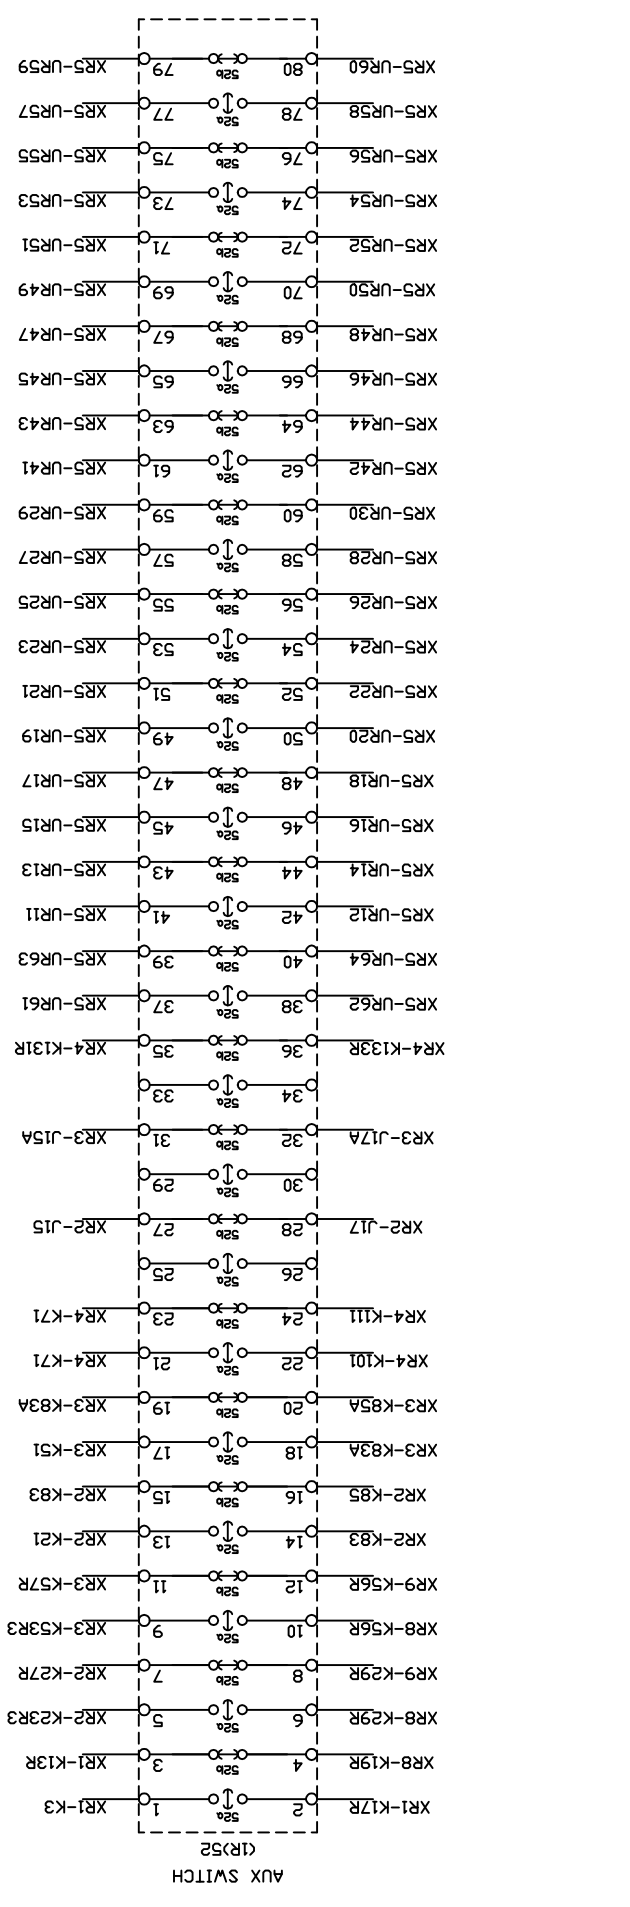 AUX SWITCH
(1R)52
XR1-K17R 2 52a 1 XR1-K3
XR8-K19R 4 52b 3 XR1-K13R
XR8-K29R 6 52a 5 XR2-K23R3
XR9-K29R 8 52b 7 XR2-K27R
XR8-K56R 10 52a 9 XR3-K53R3
XR9-K56R 12 52b 11 XR3-K57R
XR2-K83 14 52a 13 XR2-K21
XR2-K85 16 52b 15 XR2-K83
XR3-K83A 18 52a 17 XR3-K51
XR3-K85A 20 52b 19 XR3-K83A
XR4-K101 22 52a 21 XR4-K71
XR4-K111 24 52b 23 XR4-K71
26 52a 25
XR2-J17 28 52b 27 XR2-J15
30 52a 29
XR3-J17A 32 52b 31 XR3-J15A
34 52a 33
XR4-K133R 36 52b 35 XR4-K131R
XR5-UR62 38 52a 37 XR5-UR61
XR5-UR64 40 52b 39 XR5-UR63
XR5-UR12 42 52a 41 XR5-UR11
XR5-UR14 44 52b 43 XR5-UR13
XR5-UR16 46 52a 45 XR5-UR15
XR5-UR18 48 52b 47 XR5-UR17
XR5-UR20 50 52a 49 XR5-UR19
XR5-UR22 52 52b 51 XR5-UR21
XR5-UR24 54 52a 53 XR5-UR23
XR5-UR26 56 52b 55 XR5-UR25
XR5-UR28 58 52a 57 XR5-UR27
XR5-UR30 60 52b 59 XR5-UR29
XR5-UR42 62 52a 61 XR5-UR41
XR5-UR44 64 52b 63 XR5-UR43
XR5-UR46 66 52a 65 XR5-UR45
XR5-UR48 68 52b 67 XR5-UR47
XR5-UR50 70 52a 69 XR5-UR49
XR5-UR52 72 52b 71 XR5-UR51
XR5-UR54 74 52a 73 XR5-UR53
XR5-UR56 76 52b 75 XR5-UR55
XR5-UR58 78 52a 77 XR5-UR57
XR5-UR60 80 52b 79 XR5-UR59